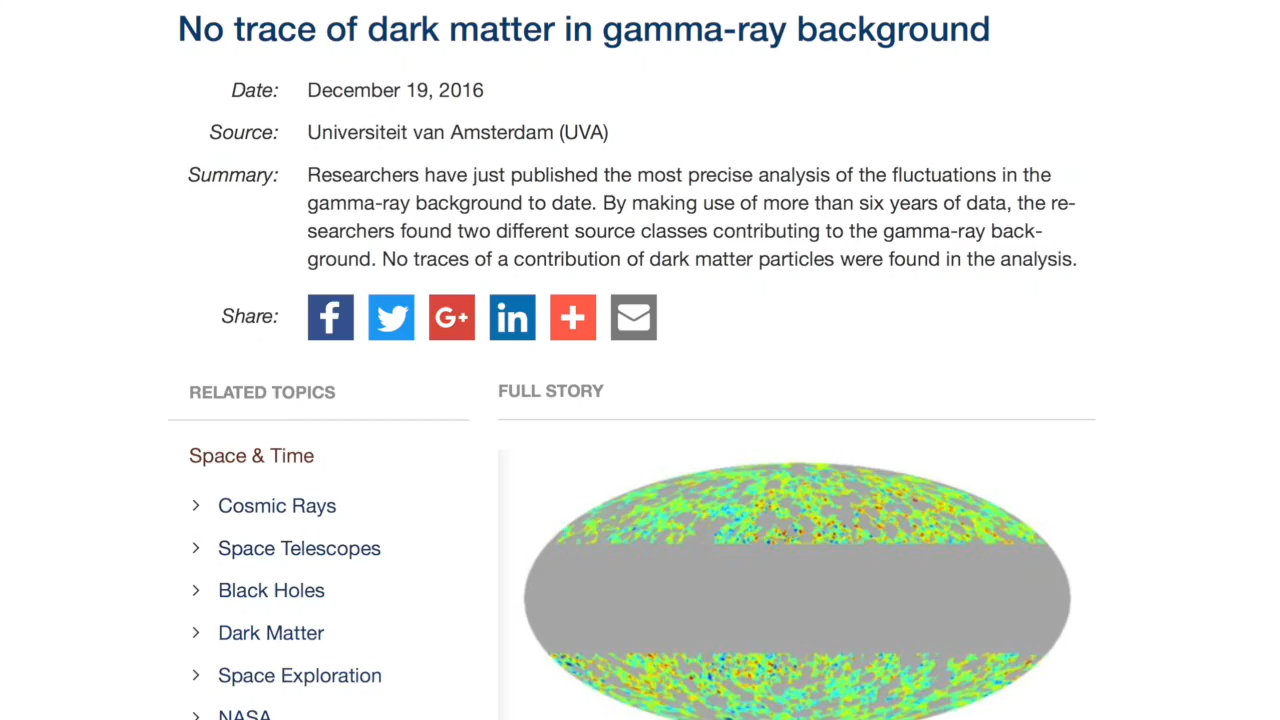 No trace of dark matter in gamma-ray background
Date: December 19, 2016
Source: Universiteit van Amsterdam (UVA)
Summary: Researchers have just published the most precise analysis of the fluctuations in the
gamma-ray background to date. By making use of more than six years of data, the re-
searchers found two different source classes contributing to the gamma-ray back-
ground. No traces of a contribution of dark matter particles were found in the analysis.
Share: f G+ in +
RELATED TOPICS
Space & Time
> Cosmic Rays
> Space Telescopes
> Black Holes
> Dark Matter
> Space Exploration
> NASA
FULL STORY